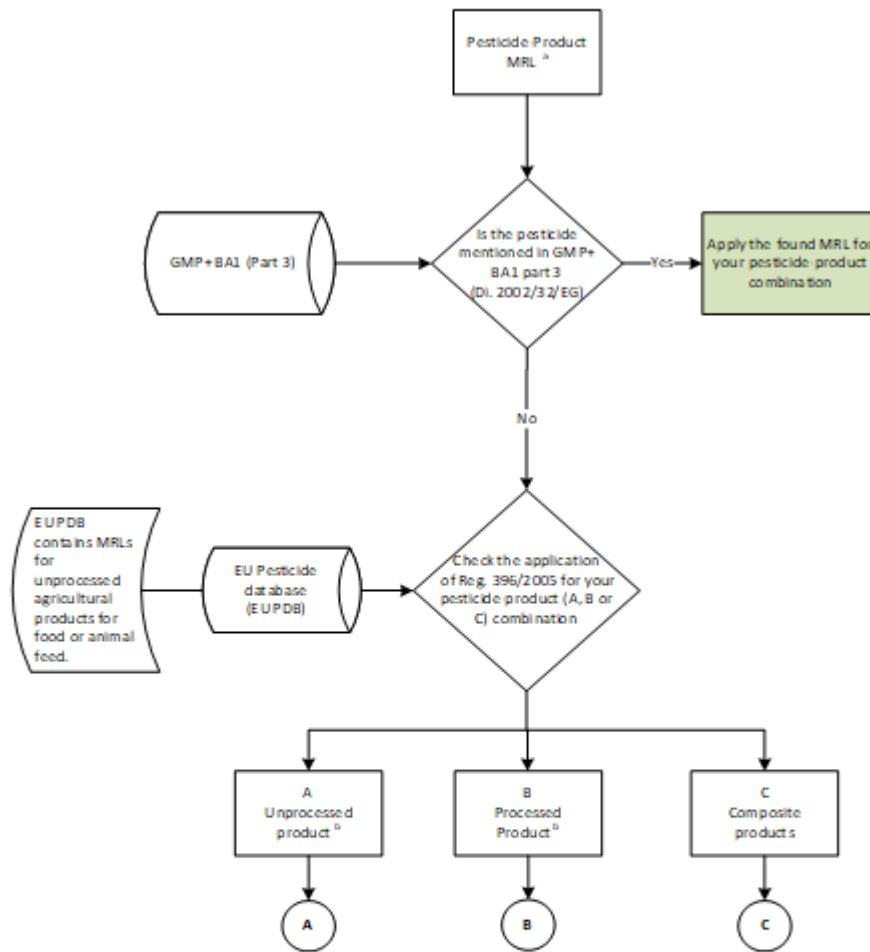 Pesticide-Product
MRL a
GMP+ BA1 (Part 3)
Is the pesticide
mentioned in GMP+
BA1 part 3
(Di. 2002/32/EG)
Yes
Apply the found MRL for
your pesticide-product
combination
No
EUPDB
contains MRLs
for
unprocessed
agricultural
products for
food or animal
feed.
EU Pesticide
database
(EUPDB)
Check the application
of Reg. 396/2005 for your
pesticide-product (A, B or
C) combination
A
Unprocessed
product b
B
Processed
Product b
C
Composite
products
A
B
C